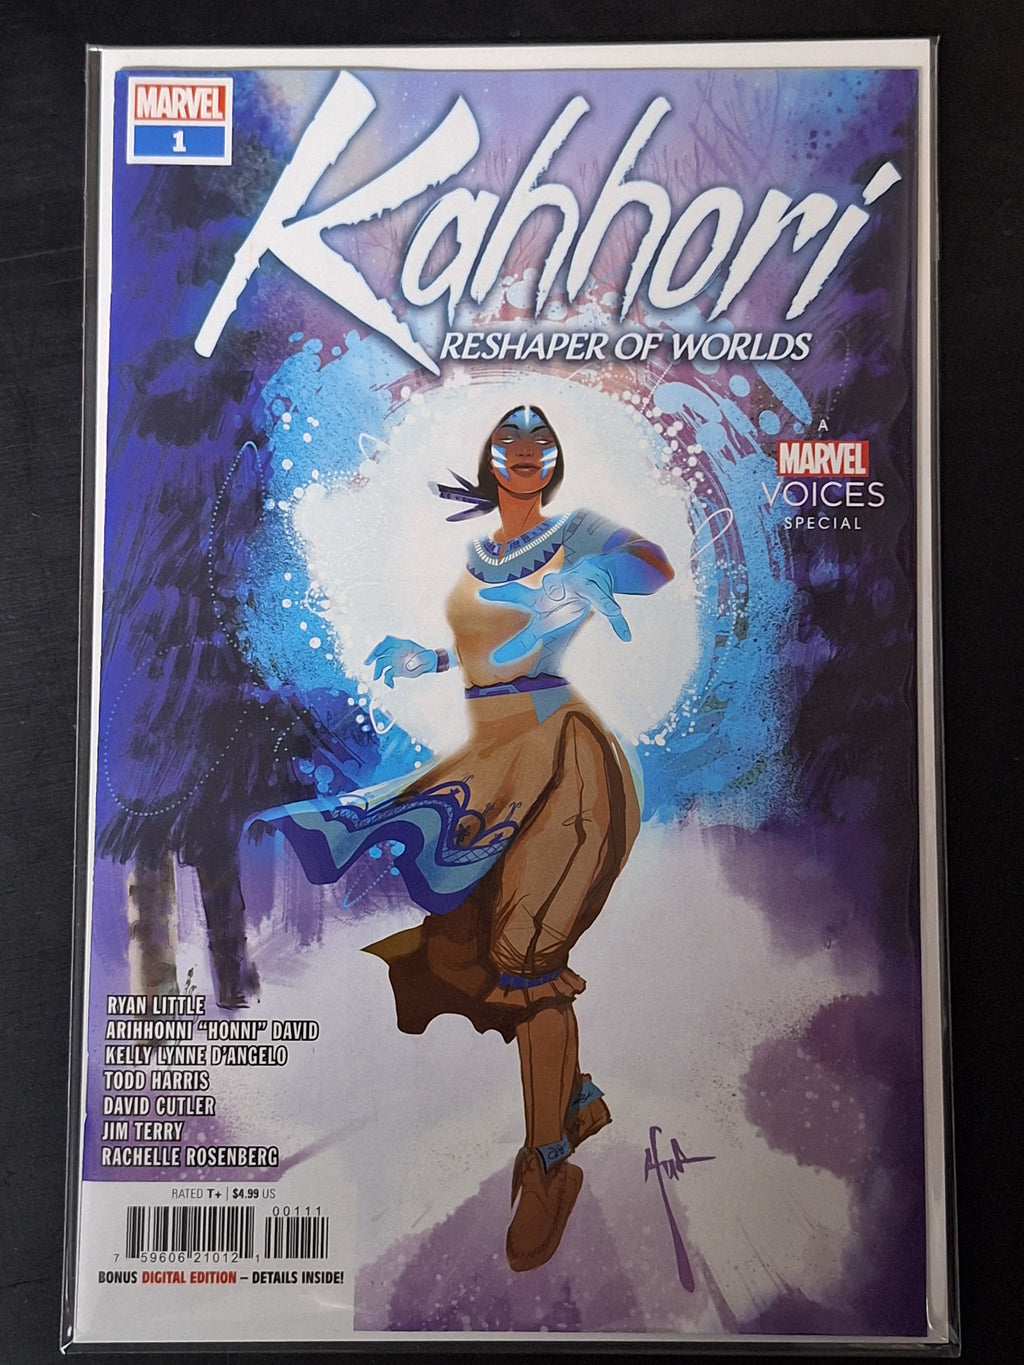 MARVEL
1
Kahhori
RESHAPER OF WORLDS
A
MARVEL
VOICES
SPECIAL
RYAN LITTLE
ARIHHONNI "HONNI" DAVID
KELLY LYNNE D'ANGELO
TODD HARRIS
DAVID CUTLER
JIM TERRY
RACHELLE ROSENBERG
RATED T+ | $4.99 US
00111
7 59606 21012 1
BONUS DIGITAL EDITION – DETAILS INSIDE!